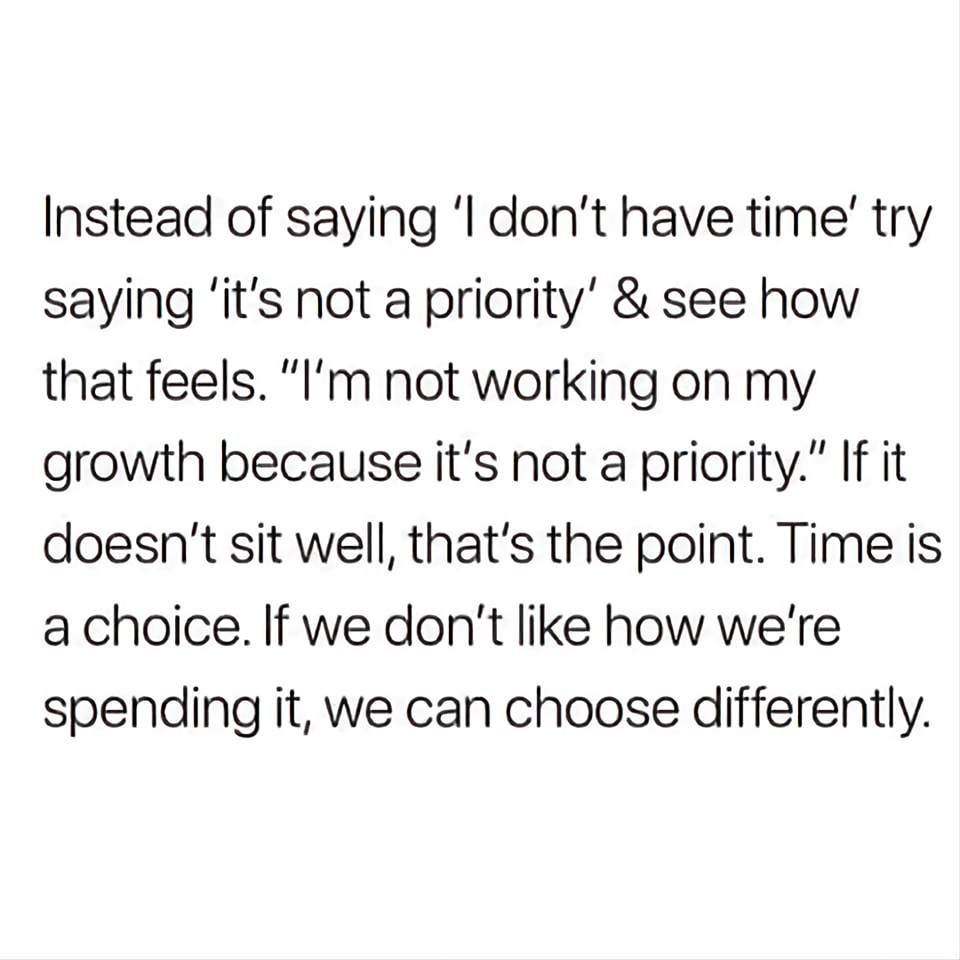 Instead of saying ‘I don’t have time’ try
saying ‘it’s not a priority’ & see how
that feels. "I’m not working on my
growth because it’s not a priority." If it
doesn’t sit well, that’s the point. Time is
a choice. If we don’t like how we’re
spending it, we can choose differently.